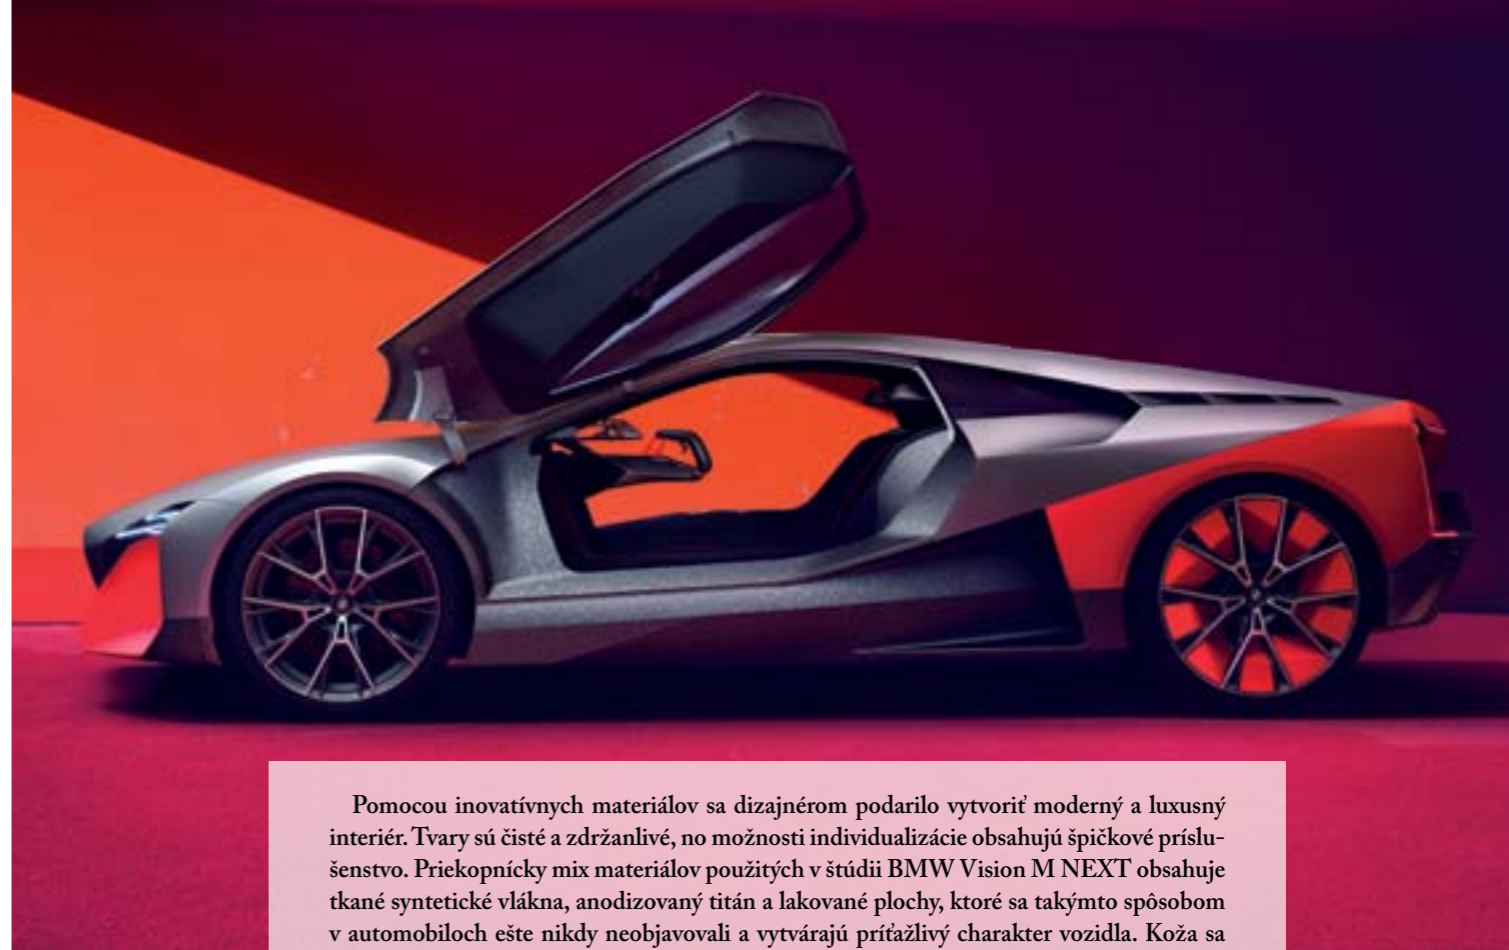 Pomocou inovatívnych materiálov sa dizajnérom podarilo vytvoriť moderný a luxusný
interiér. Tvary sú čisté a zdržanlivé, no možnosti individualizácie obsahujú špičkové príslu-
šenstvo. Priekopnícky mix materiálov použitých v štúdii BMW Vision M NEXT obsahuje
tkané syntetické vlákna, anodizovaný titán a lakované plochy, ktoré sa takýmto spôsobom
v automobiloch ešte nikdy neobjavovali a vytvárajú príťažlivý charakter vozidla. Koža sa